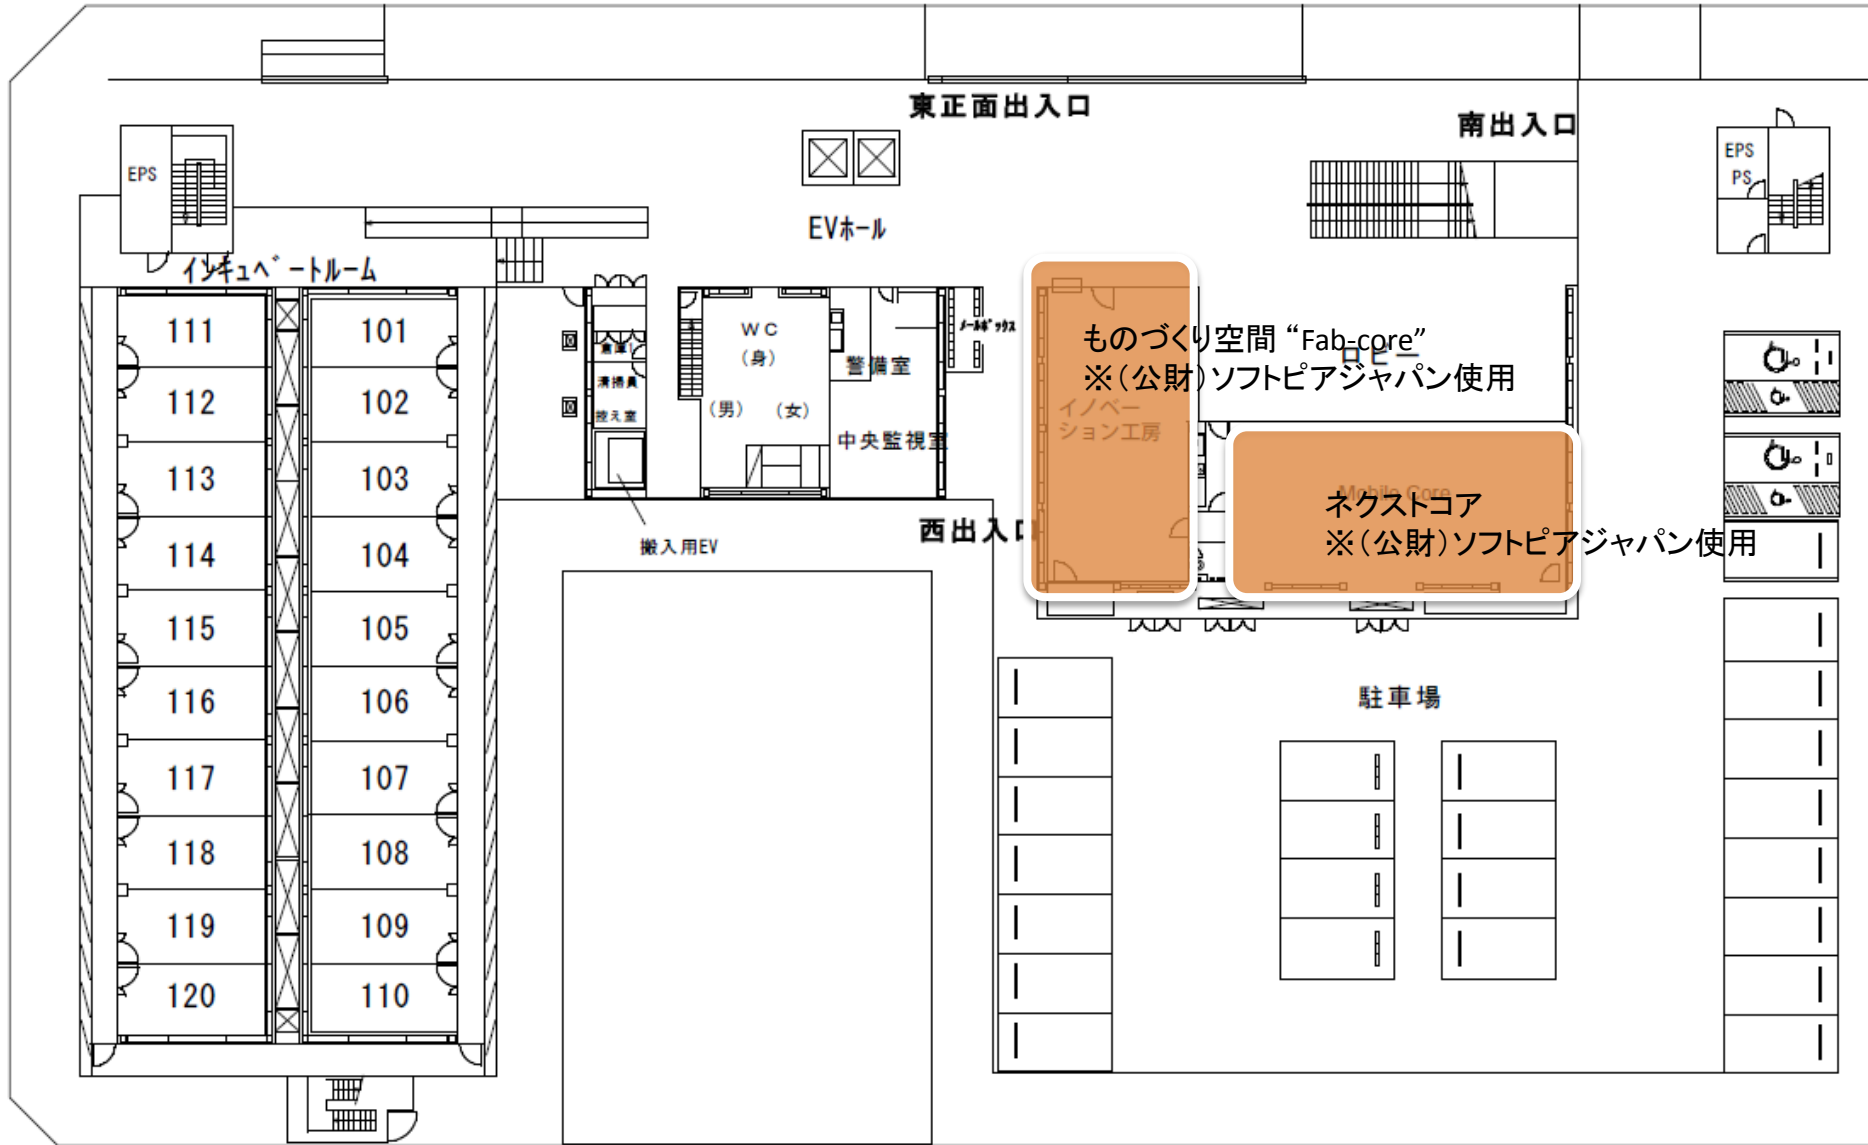 東正面出入口
南出入口
EPS
EPS
PS
EVホール
インキュベートルーム
メールボックス
111
101
112
102
113
103
114
104
115
105
116
106
117
107
118
108
119
109
120
110
倉庫1
清掃員
控え室
WC
(身)
(男)
(女)
警備室
中央監視室
ものづくり空間 “Fab-core”
※(公財)ソフトピアジャパン使用
ロビー
イノベー
ション工房
Mobile Core
ネクストコア
※(公財)ソフトピアジャパン使用
西出入口
搬入用EV
駐車場